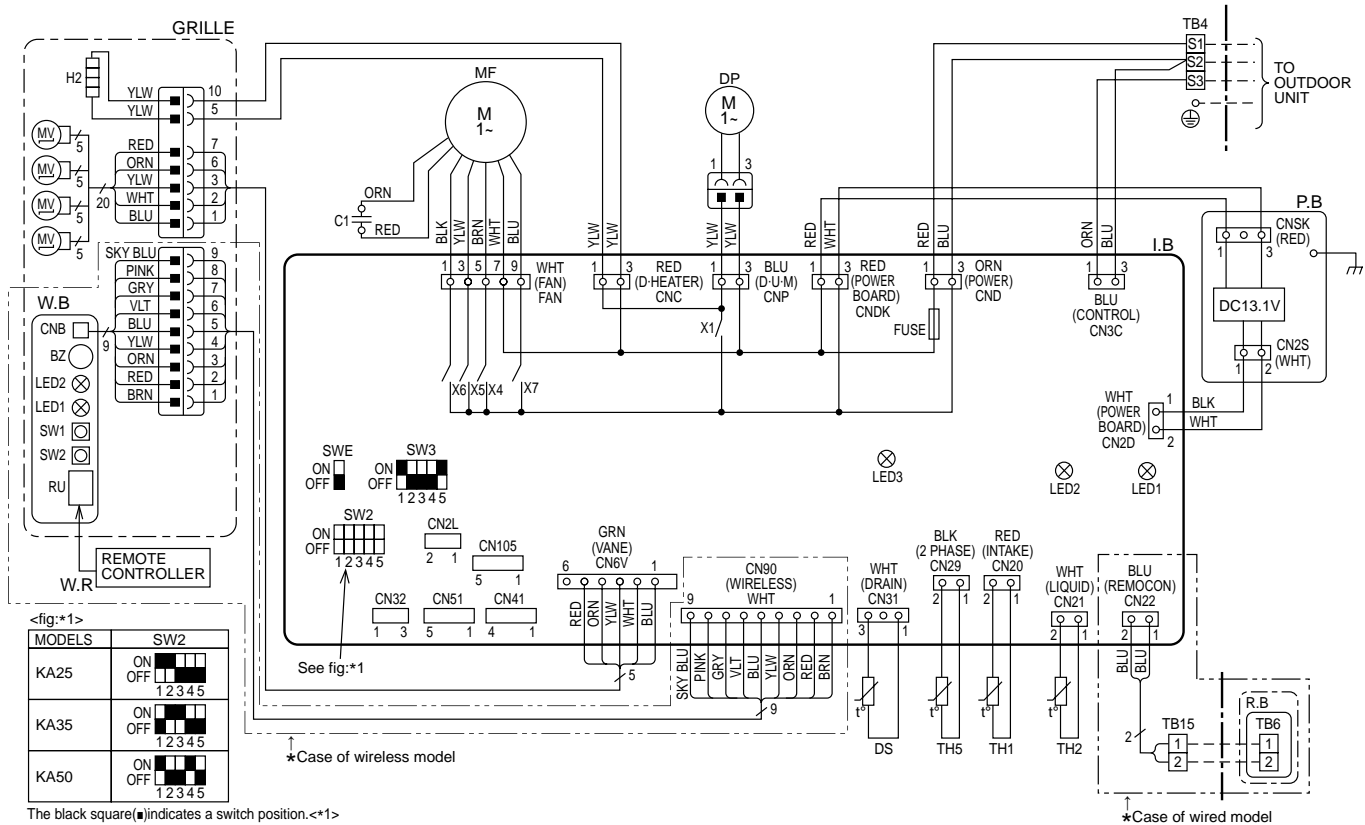 GRILLE
H2
YLW 10
YLW 5
RED 7
ORN 6
YLW 3
WHT 2
BLU 1
MV 5
MV 5
MV 5
MV 5
20
SKY BLU 9
PINK 8
GRY 7
VLT 6
BLU 5
YLW 4
ORN 3
RED 2
BRN 1
9
W.B
CNB
BZ
LED2
LED1
SW1
SW2
RU
REMOTE
CONTROLLER
W.R
MF
M
1~
C1
ORN
RED
BLK YLW BRN WHT BLU
1 3 5 7 9
WHT
(FAN)
FAN
YLW YLW
1 3
RED
(D·HEATER)
CNC
DP
M
1~
1 3
YLW YLW
1 3
BLU
(D·U·M)
CNP
RED WHT
1 3
RED
(POWER
BOARD)
CNDK
RED BLU
1 3
ORN
(POWER)
CND
FUSE
ORN BLU
1 3
BLU
(CONTROL)
CN3C
I.B
TB4
S1
S2
S3
TO
OUTDOOR
UNIT
P.B
CNSK
(RED)
1 3
DC13.1V
CN2S
(WHT)
1 2
BLK
WHT
WHT
(POWER
BOARD)
CN2D
1
2
X1
X6 X5 X4 X7
LED3
LED2
LED1
SWE
ON
OFF
SW3
ON
OFF
1 2 3 4 5
SW2
ON
OFF
1 2 3 4 5
See fig:*1
CN2L
2 1
CN105
5 1
CN32
1 3
CN51
5 1
CN41
4 1
GRN
(VANE)
CN6V
6 1
RED ORN YLW WHT BLU
5
CN90
(WIRELESS)
WHT
9 1
SKY BLU PINK GRY VLT BLU YLW ORN RED BRN
9
WHT
(DRAIN)
CN31
3 1
t°
DS
BLK
(2 PHASE)
CN29
2 1
t°
TH5
RED
(INTAKE)
CN20
2 1
t°
TH1
WHT
(LIQUID)
CN21
2 1
t°
TH2
BLU
(REMOCON)
CN22
2 1
BLU BLU
2
TB15
1
2
R.B
TB6
1
2
↑
*Case of wireless model
↑
*Case of wired model
<fig:*1>
MODELS SW2
KA25 ON
OFF
1 2 3 4 5
KA35 ON
OFF
1 2 3 4 5
KA50 ON
OFF
1 2 3 4 5
The black square(■)indicates a switch position.<*1>